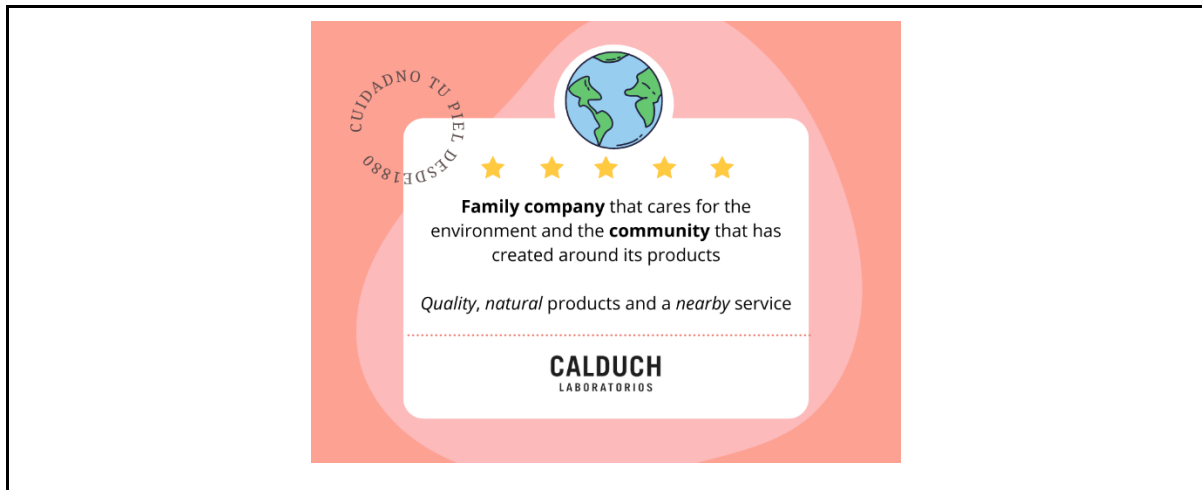 CUIDADNO TU PIEL DESDE1880
Family company that cares for the
environment and the community that has
created around its products
Quality, natural products and a nearby service
CALDUCH
LABORATORIOS